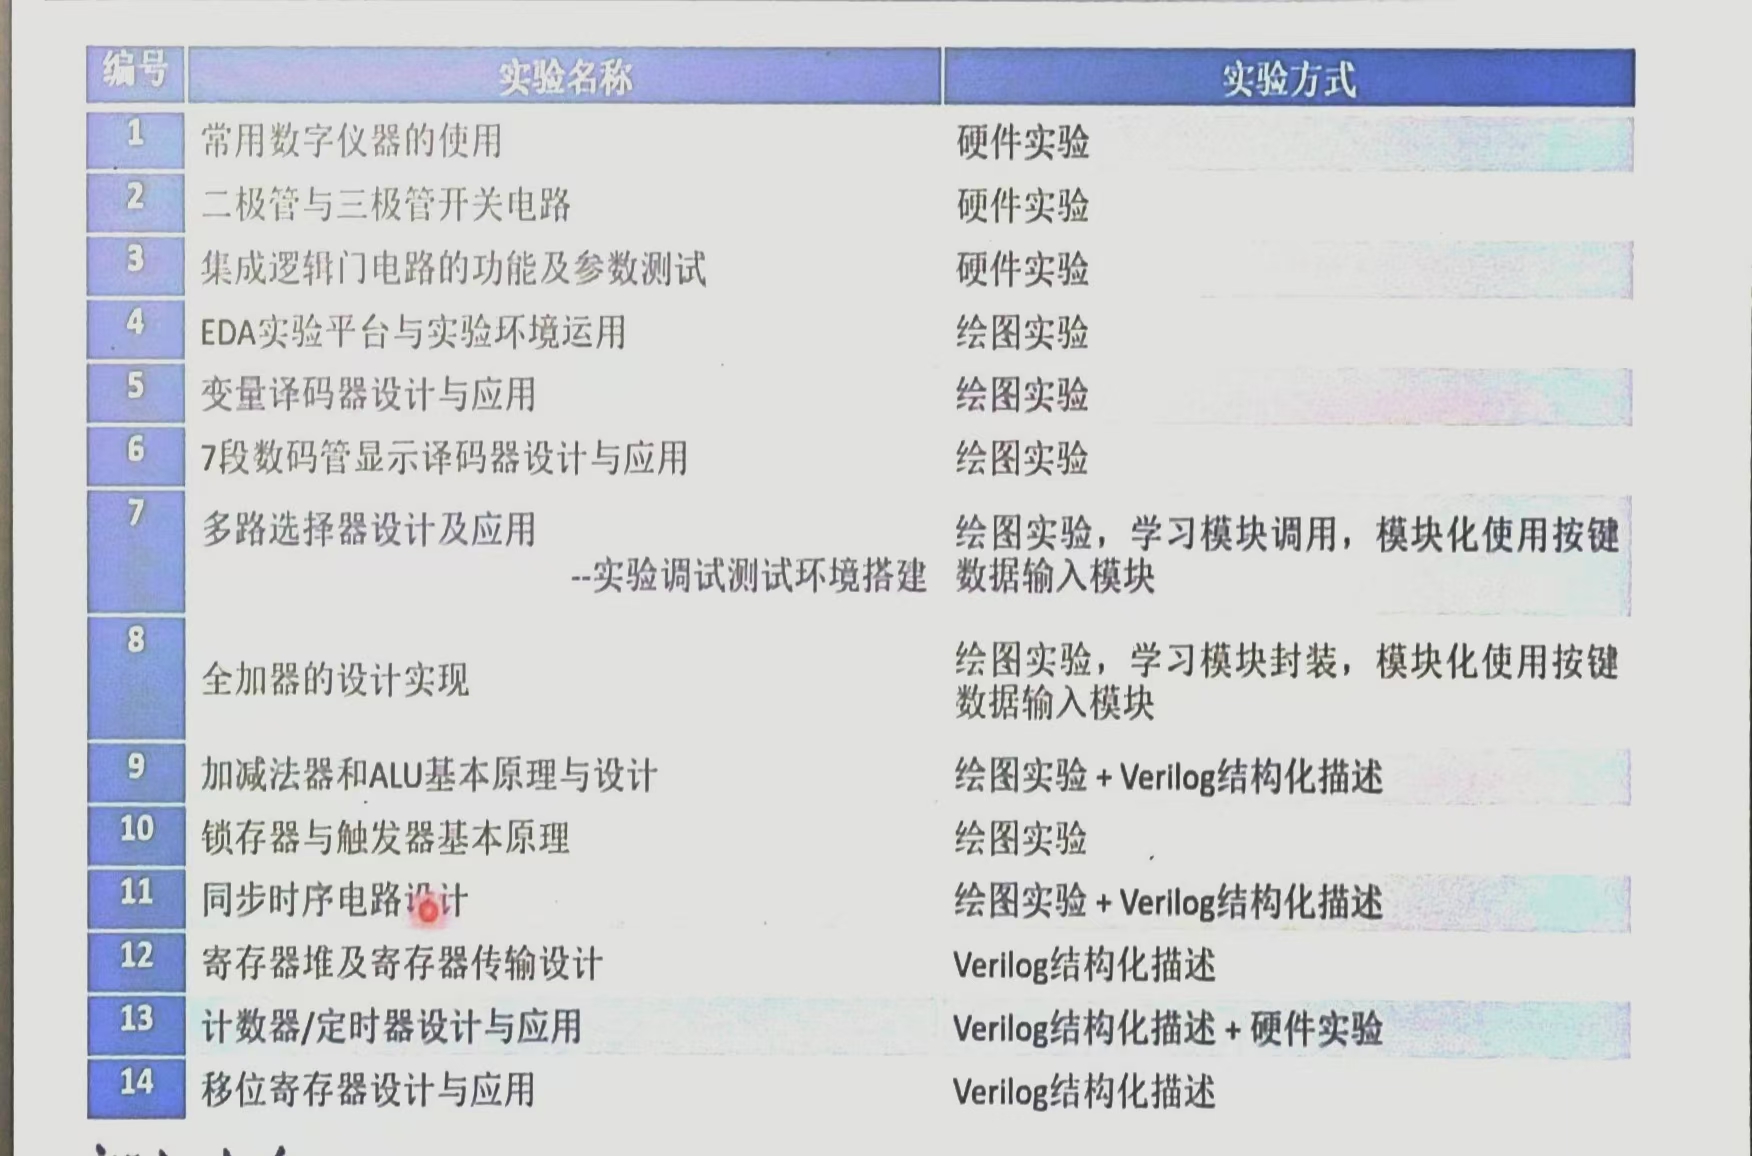 编号 实验名称 实验方式
1 常用数字仪器的使用 硬件实验
2 二极管与三极管开关电路 硬件实验
3 集成逻辑门电路的功能及参数测试 硬件实验
4 EDA实验平台与实验环境运用 绘图实验
5 变量译码器设计与应用 绘图实验
6 7段数码管显示译码器设计与应用 绘图实验
7 多路选择器设计及应用 绘图实验，学习模块调用，模块化使用按键
--实验调试测试环境搭建 数据输入模块
8 全加器的设计实现 绘图实验，学习模块封装，模块化使用按键
数据输入模块
9 加减法器和ALU基本原理与设计 绘图实验 + Verilog结构化描述
10 锁存器与触发器基本原理 绘图实验
11 同步时序电路设计 绘图实验 + Verilog结构化描述
12 寄存器堆及寄存器传输设计 Verilog结构化描述
13 计数器/定时器设计与应用 Verilog结构化描述 + 硬件实验
14 移位寄存器设计与应用 Verilog结构化描述